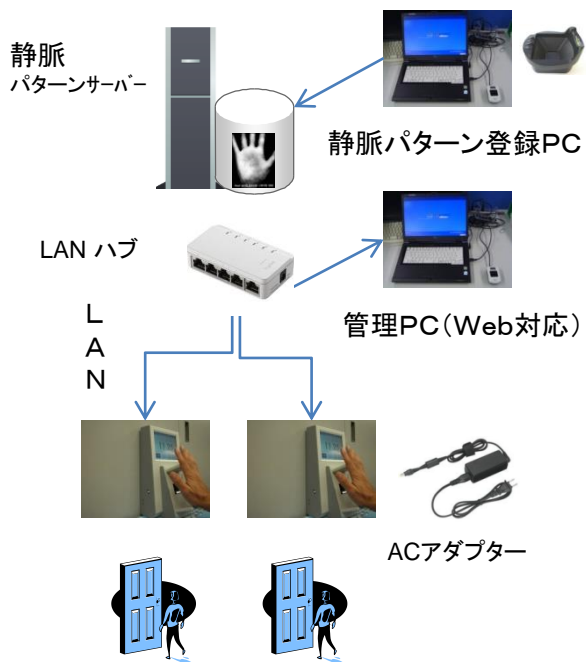 静脈
パターンサーバー
静脈パターン登録PC
LAN ハブ
管理PC(Web対応)
L
A
N
ACアダプター